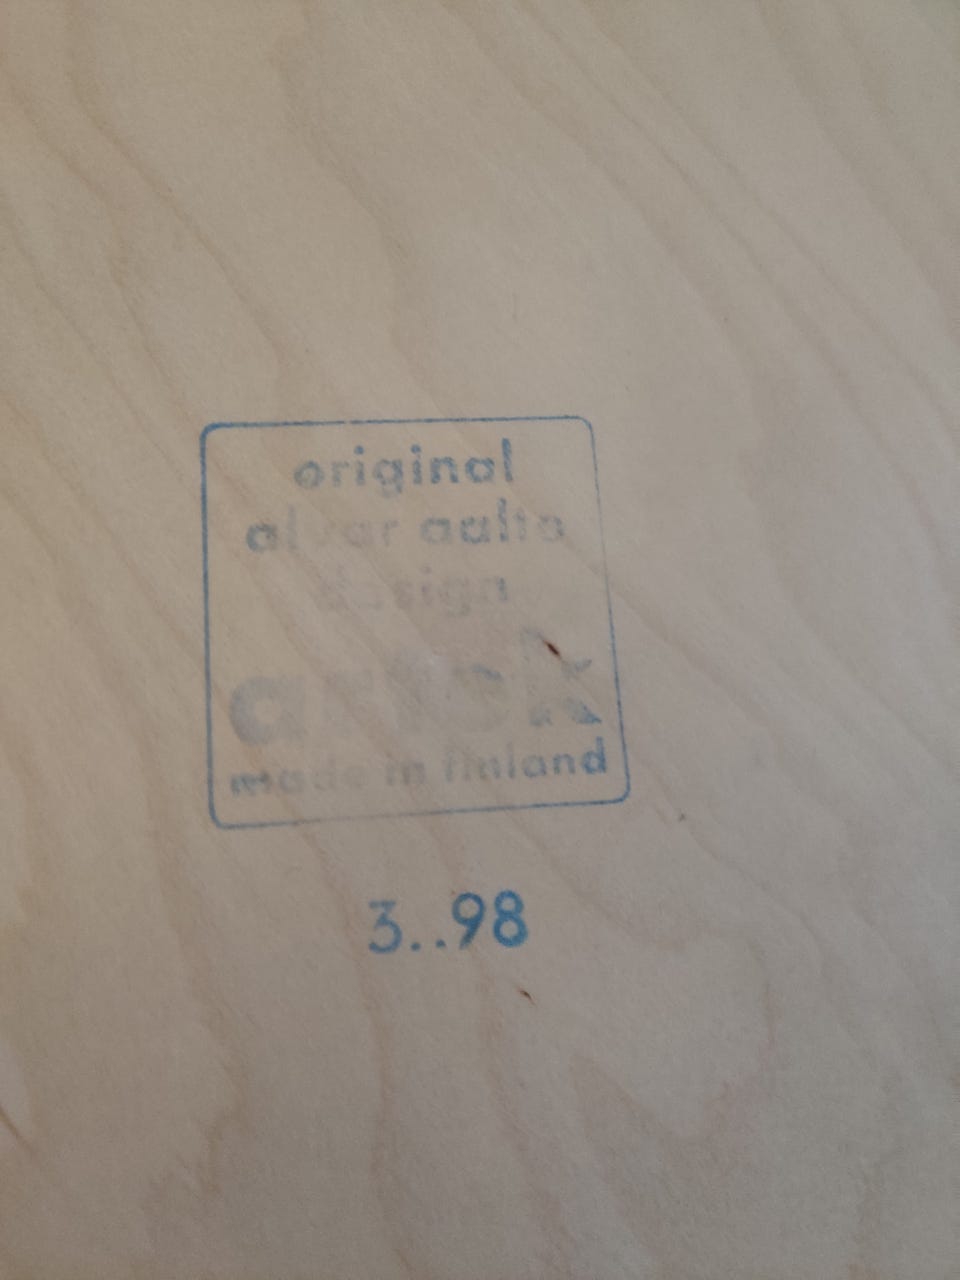 original
alvar aalto
design
artek
made in finland
3..98